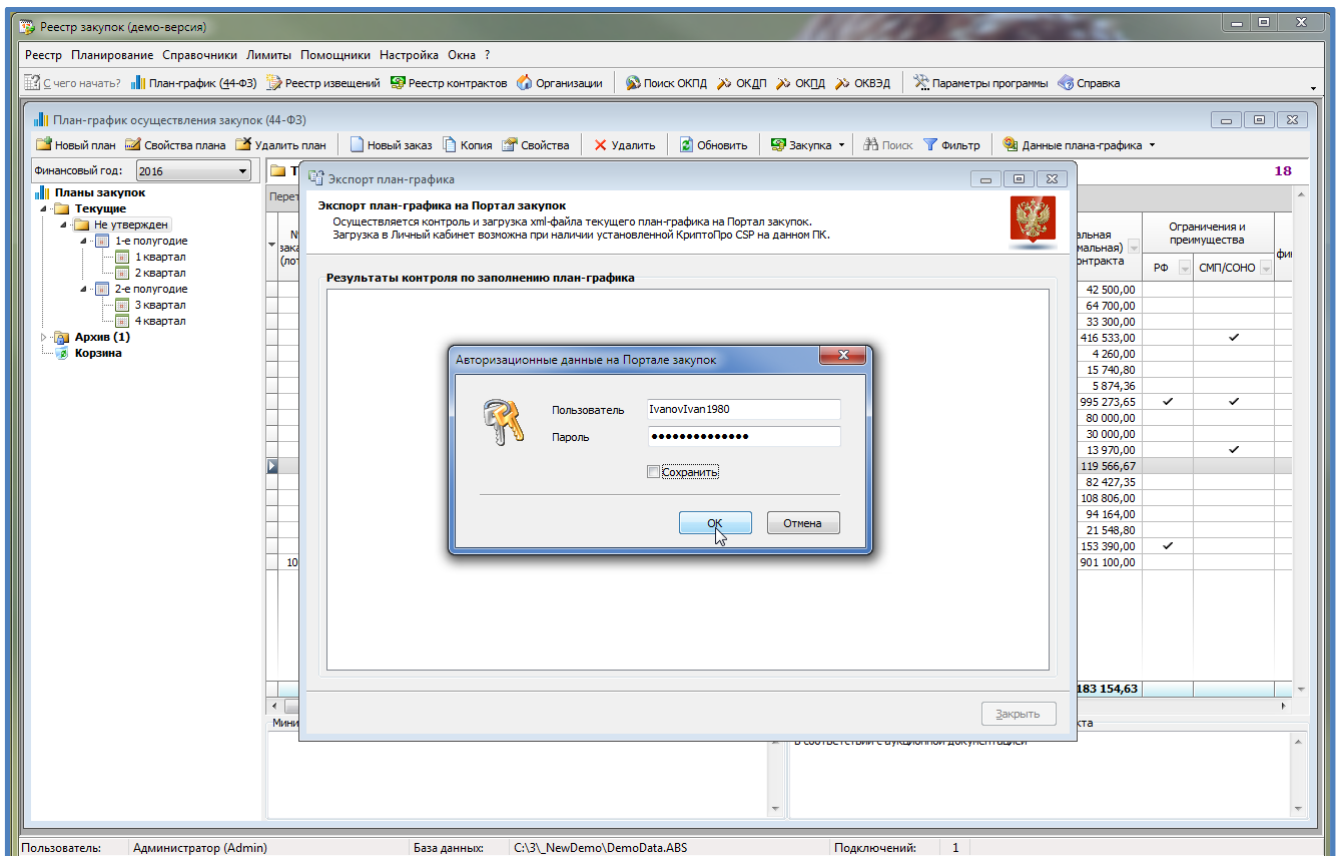 Реестр закупок (демо-версия)
Реестр Планирование Справочники Лимиты Помощники Настройка Окна ?
С чего начать? План-график (44-ФЗ) Реестр извещений Реестр контрактов Организации Поиск ОКПД ОКДП ОКПД ОКВЭД Параметры программы Справка
План-график осуществления закупок (44-ФЗ)
Новый план Свойства плана Удалить план Новый заказ Копия Свойства Удалить Обновить Закупка Поиск Фильтр Данные плана-графика
Финансовый год: 2016
18
Планы закупок
Текущие
Не утвержден
1-е полугодие
1 квартал
2 квартал
2-е полугодие
3 квартал
4 квартал
Архив (1)
Корзина
Экспорт план-графика
Экспорт план-графика на Портал закупок
Осуществляется контроль и загрузка xml-файла текущего план-графика на Портал закупок.
Загрузка в Личный кабинет возможна при наличии установленной КриптоПро CSP на данном ПК.
Результаты контроля по заполнению план-графика
Авторизационные данные на Портале закупок
Пользователь IvanovIvan1980
Пароль ••••••••••••••
Сохранить
OK Отмена
Закрыть
Ограничения и
преимущества
РФ СМП/СОНО
42 500,00
64 700,00
33 300,00
416 533,00
4 260,00
15 740,80
5 874,36
995 273,65
80 000,00
30 000,00
13 970,00
119 566,67
82 427,35
108 806,00
94 164,00
21 548,80
153 390,00
10
901 100,00
183 154,63
Пользователь: Администратор (Admin) База данных: C:\3\_NewDemo\DemoData.ABS Подключений: 1